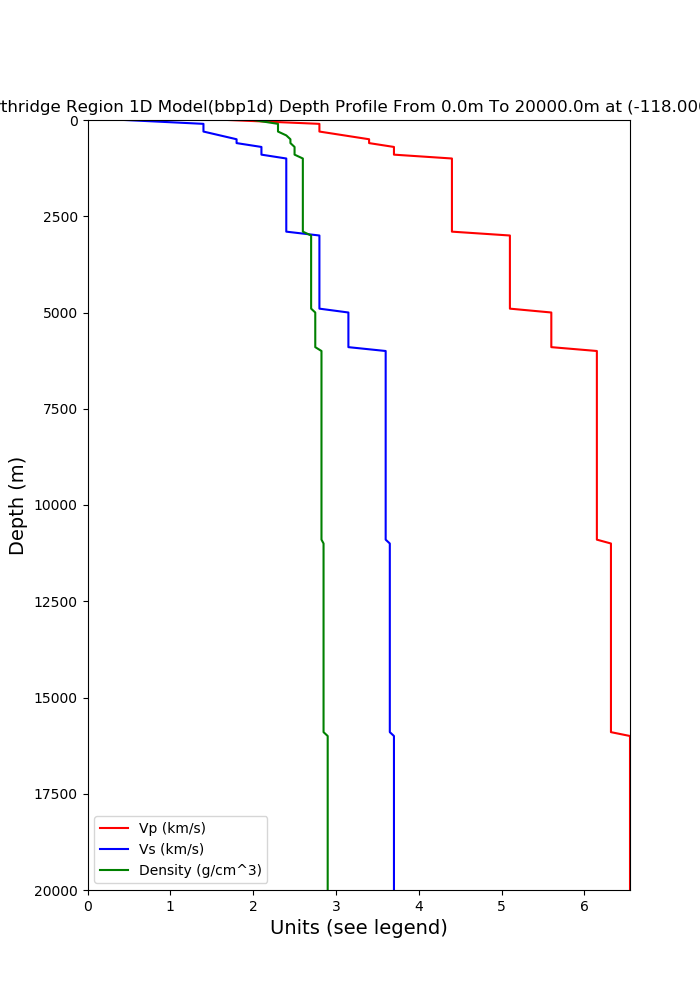 thridge Region 1D Model(bbp1d) Depth Profile From 0.0m To 20000.0m at (-118.00
0
2500
5000
7500
10000
12500
15000
17500
20000
Depth (m)
Vp (km/s)
Vs (km/s)
Density (g/cm^3)
0 1 2 3 4 5 6
Units (see legend)